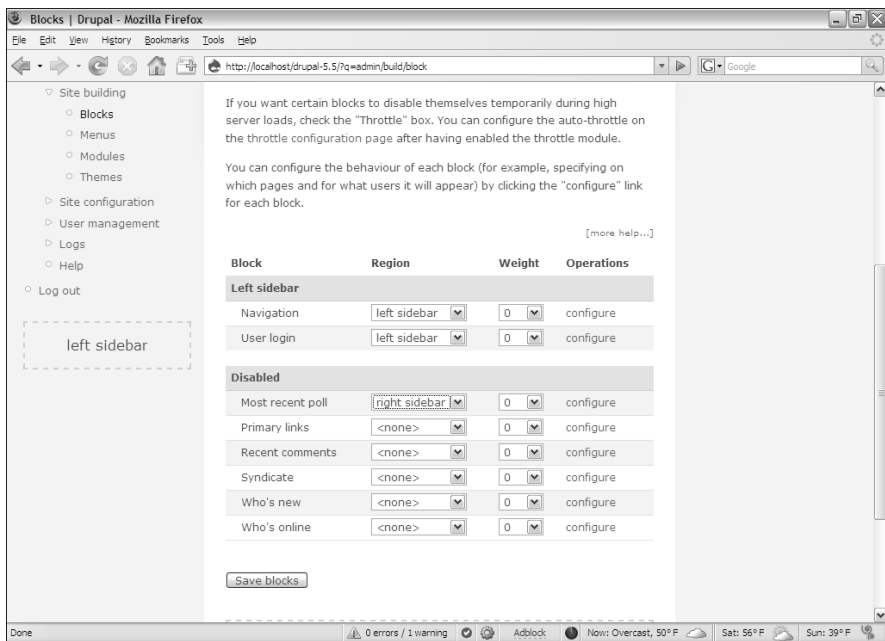 Blocks | Drupal - Mozilla Firefox
File Edit View History Bookmarks Tools Help
http://localhost/drupal-5.5/?q=admin/build/block
G Google
Site building
Blocks
Menus
Modules
Themes
Site configuration
User management
Logs
Help
Log out
left sidebar
If you want certain blocks to disable themselves temporarily during high
server loads, check the "Throttle" box. You can configure the auto-throttle on
the throttle configuration page after having enabled the throttle module.
You can configure the behaviour of each block (for example, specifying on
which pages and for what users it will appear) by clicking the "configure" link
for each block.
[more help...]
Block Region Weight Operations
Left sidebar
Navigation left sidebar 0 configure
User login left sidebar 0 configure
Disabled
Most recent poll right sidebar 0 configure
Primary links <none> 0 configure
Recent comments <none> 0 configure
Syndicate <none> 0 configure
Who's new <none> 0 configure
Who's online <none> 0 configure
Save blocks
Done 0 errors / 1 warning Adblock Now: Overcast, 50° F Sat: 56° F Sun: 39° F